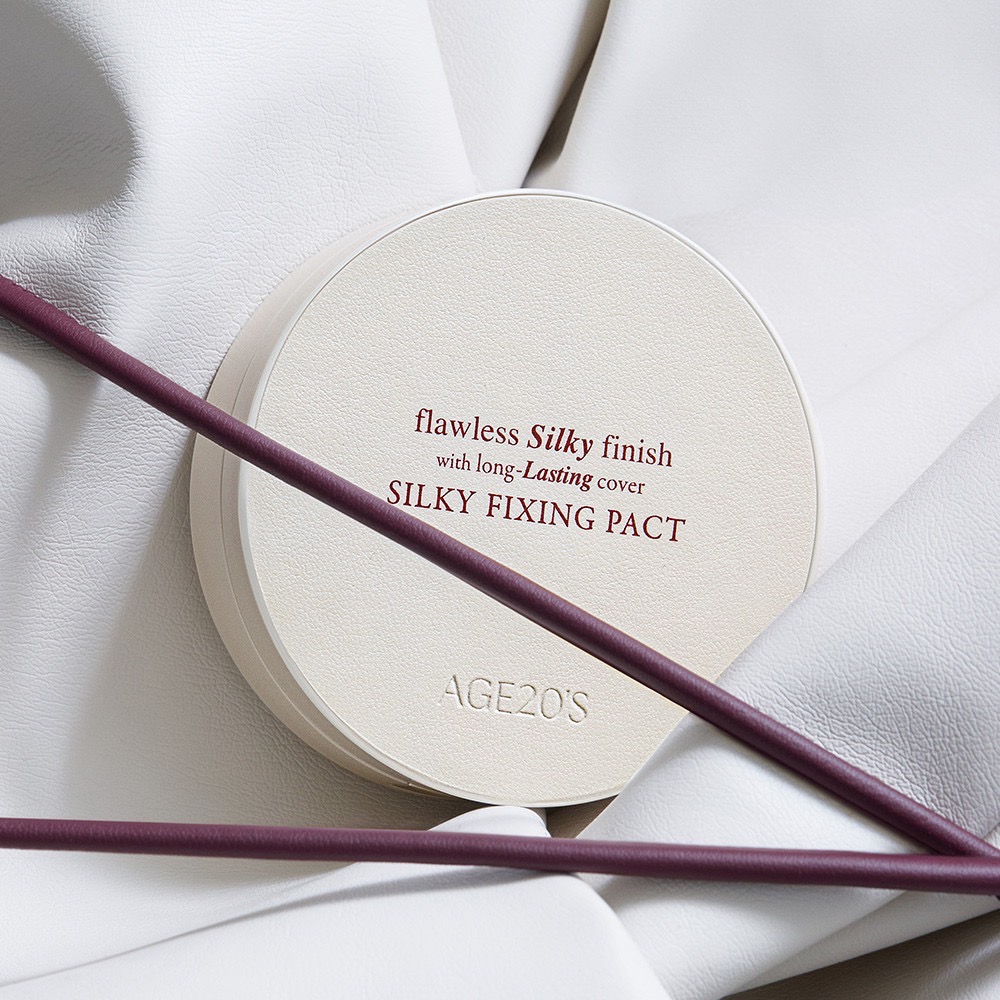 flawless Silky finish
with long-Lasting cover
SILKY FIXING PACT
AGE20'S